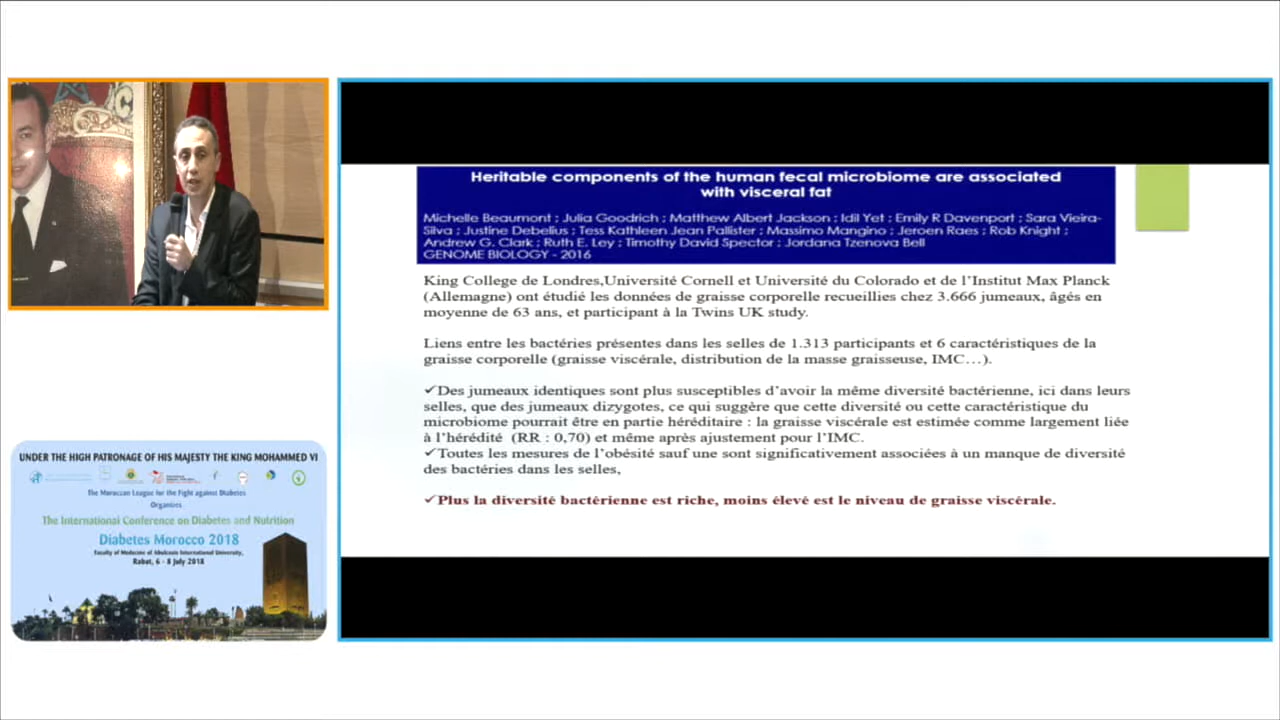 Heritable components of the human fecal microbiome are associated
with visceral fat
Michelle Beaumont ; Julia Goodrich ; Matthew Albert Jackson ; Idil Yet ; Emily R Davenport ; Sara Vieira-
Silva ; Justine Debelius ; Tess Kathleen Jean Pallister ; Massimo Mangino ; Jeroen Raes ; Rob Knight ;
Andrew G. Clark ; Ruth E. Ley ; Timothy David Spector ; Jordana Tzenova Bell
GENOME BIOLOGY - 2016
King College de Londres,Université Cornell et Université du Colorado et de l'Institut Max Planck
(Allemagne) ont étudié les données de graisse corporelle recueillies chez 3.666 jumeaux, âgés en
moyenne de 63 ans, et participant à la Twins UK study.
Liens entre les bactéries présentes dans les selles de 1.313 participants et 6 caractéristiques de la
graisse corporelle (graisse viscérale, distribution de la masse graisseuse, IMC…).
✓Des jumeaux identiques sont plus susceptibles d'avoir la même diversité bactérienne, ici dans leurs
selles, que des jumeaux dizygotes, ce qui suggère que cette diversité ou cette caractéristique du
microbiome pourrait être en partie héréditaire : la graisse viscérale est estimée comme largement liée
à l'hérédité (RR : 0,70) et même après ajustement pour l'IMC.
✓Toutes les mesures de l'obésité sauf une sont significativement associées à un manque de diversité
des bactéries dans les selles,
✓Plus la diversité bactérienne est riche, moins élevé est le niveau de graisse viscérale.
UNDER THE HIGH PATRONAGE OF HIS MAJESTY THE KING MOHAMMED VI
The Moroccan League for the Fight against Diabetes
Organizes
The International Conference on Diabetes and Nutrition
Diabetes Morocco 2018
Faculty of Medicine of Abulcasis International University,
Rabat, 6 - 8 July 2018